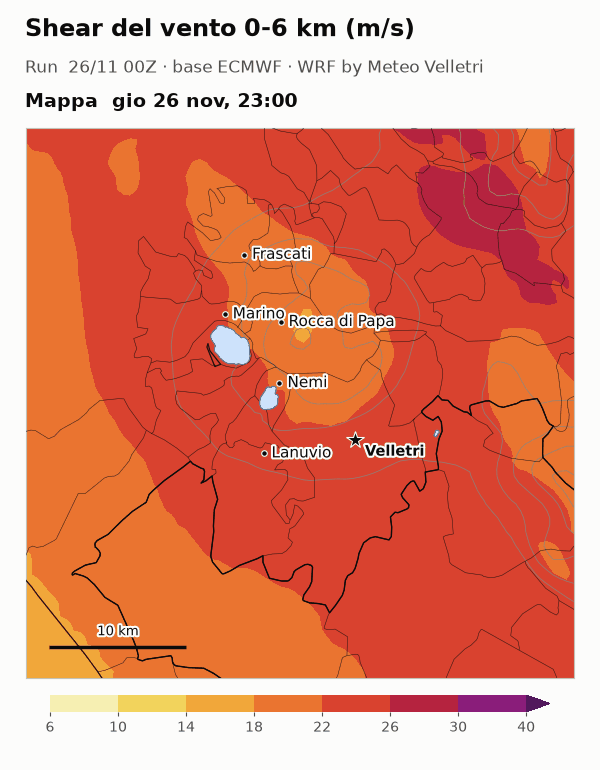 Shear del vento 0-6 km (m/s)
Run  26/11 00Z · base ECMWF · WRF by Meteo Velletri
Mappa  gio 26 nov, 23:00
Frascati
Marino
Rocca di Papa
Nemi
Velletri
Lanuvio
10 km
6 10 14 18 22 26 30 40